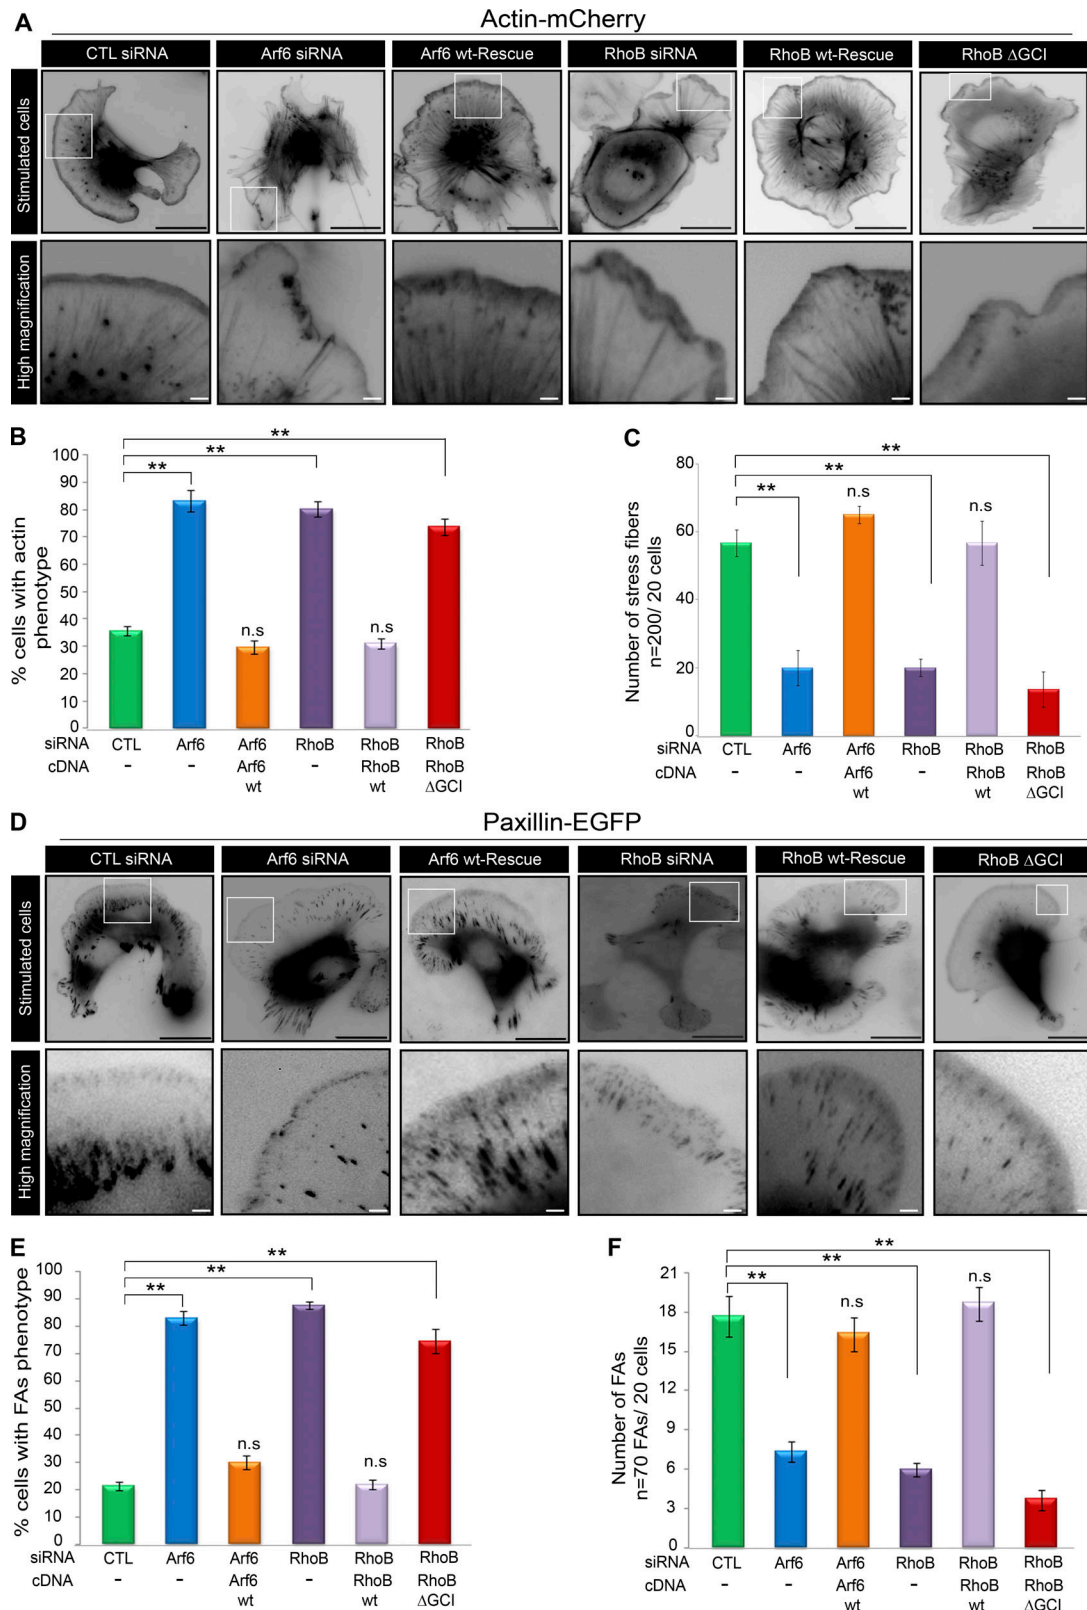 A
Actin-mCherry
CTL siRNA
Arf6 siRNA
Arf6 wt-Rescue
RhoB siRNA
RhoB wt-Rescue
RhoB ΔGCI
Stimulated cells
High magnification
B
% cells with actin
phenotype
100
90
80
70
60
50
40
30
20
10
0
**
**
**
n.s
n.s
siRNA CTL Arf6 Arf6 RhoB RhoB RhoB
cDNA - - Arf6 - RhoB RhoB
wt wt ΔGCI
C
Number of stress fibers
n=200/ 20 cells
80
60
40
20
0
**
**
**
n.s
n.s
siRNA CTL Arf6 Arf6 RhoB RhoB RhoB
cDNA - - Arf6 - RhoB RhoB
wt wt ΔGCI
D
Paxillin-EGFP
CTL siRNA
Arf6 siRNA
Arf6 wt-Rescue
RhoB siRNA
RhoB wt-Rescue
RhoB ΔGCI
Stimulated cells
High magnification
E
% cells with FAs phenotype
100
90
80
70
60
50
40
30
20
10
0
**
**
**
n.s
n.s
siRNA CTL Arf6 Arf6 RhoB RhoB RhoB
cDNA - - Arf6 - RhoB RhoB
wt wt ΔGCI
F
Number of FAs
n=70 FAs/ 20 cells
21
18
15
12
9
6
3
0
**
**
**
n.s
n.s
siRNA CTL Arf6 Arf6 RhoB RhoB RhoB
cDNA - - Arf6 - RhoB RhoB
wt wt ΔGCI